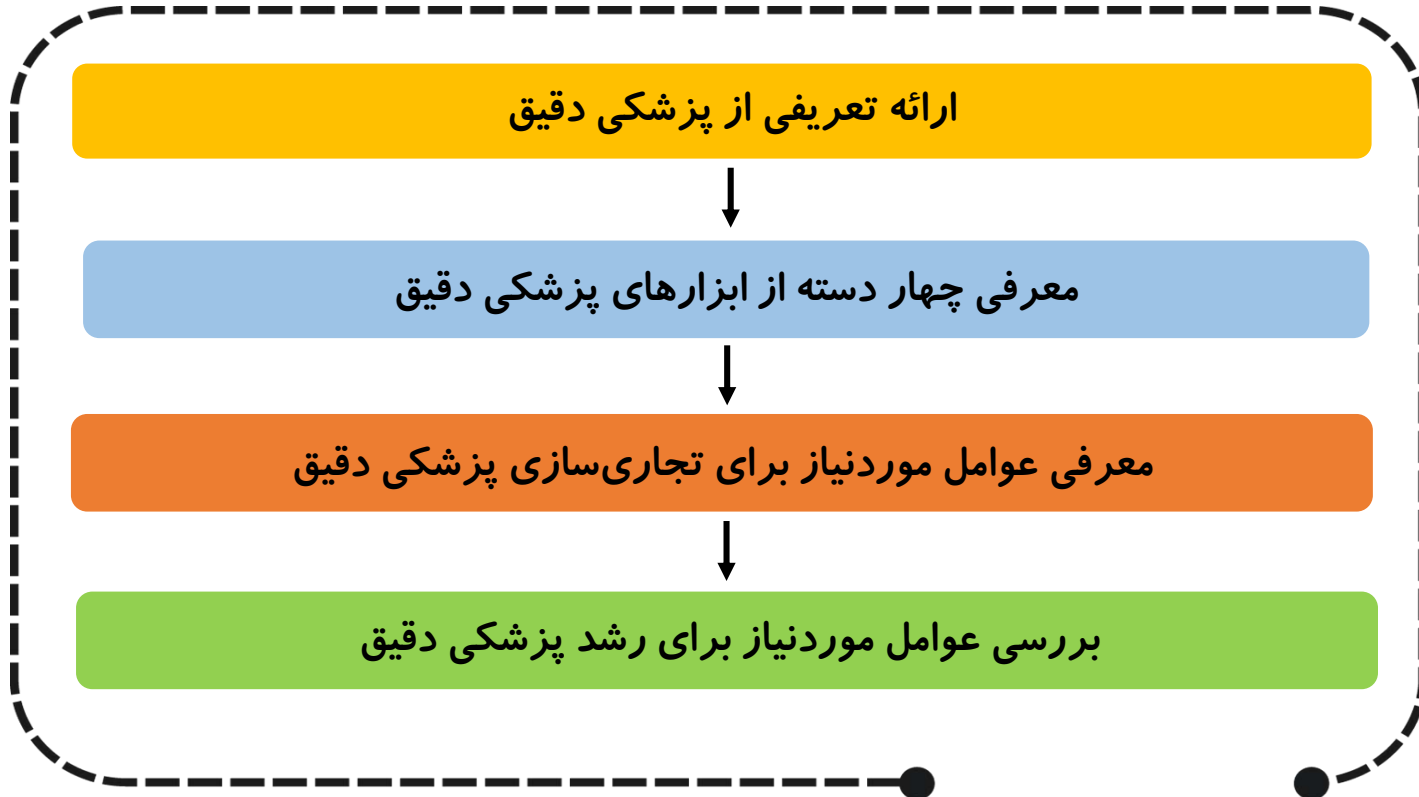 ارائه تعریفی از پزشکی دقیق
معرفی چهار دسته از ابزارهای پزشکی دقیق
معرفی عوامل موردنیاز برای تجاری‌سازی پزشکی دقیق
بررسی عوامل موردنیاز برای رشد پزشکی دقیق